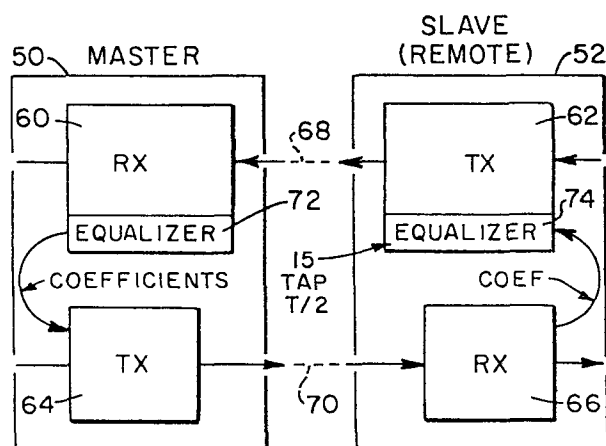 MASTER
SLAVE
(REMOTE)
50
52
60
RX
68
62
TX
EQUALIZER
72
EQUALIZER
74
15
TAP
T/2
COEFFICIENTS
COEF
TX
64
70
RX
66